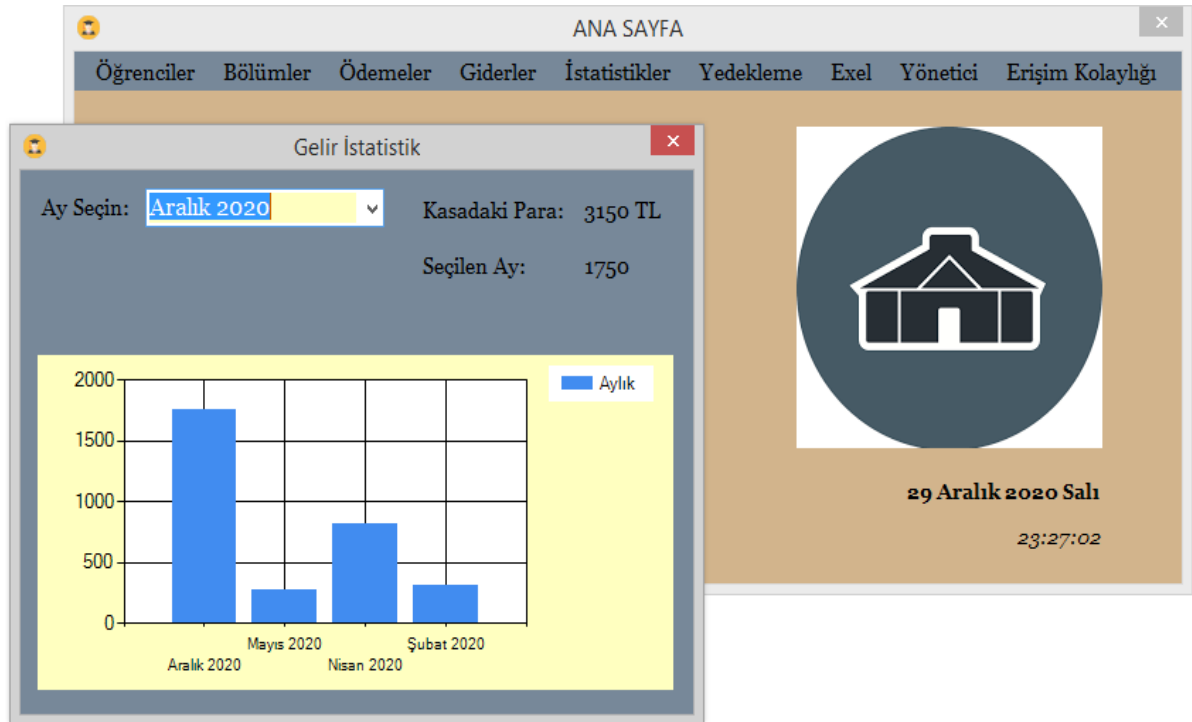 ANA SAYFA
Öğrenciler Bölümler Ödemeler Giderler İstatistikler Yedekleme Exel Yönetici Erişim Kolaylığı
Gelir İstatistik
Ay Seçin: Aralık 2020 Kasadaki Para: 3150 TL
Seçilen Ay: 1750
2000
1500
1000
500
0
Aylık
Mayıs 2020 Şubat 2020
Aralık 2020 Nisan 2020
29 Aralık 2020 Salı
23:27:02